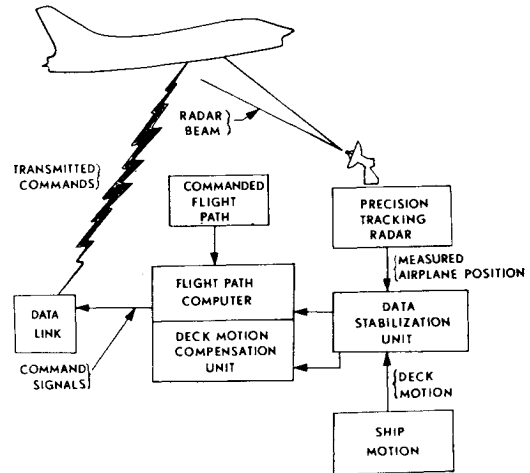 RADAR
BEAM
TRANSMITTED
COMMANDS
COMMANDED
FLIGHT
PATH
PRECISION
TRACKING
RADAR
MEASURED
AIRPLANE POSITION
FLIGHT PATH
COMPUTER
DATA
LINK
DATA
STABILIZATION
UNIT
DECK MOTION
COMPENSATION
UNIT
COMMAND
SIGNALS
DECK
MOTION
SHIP
MOTION